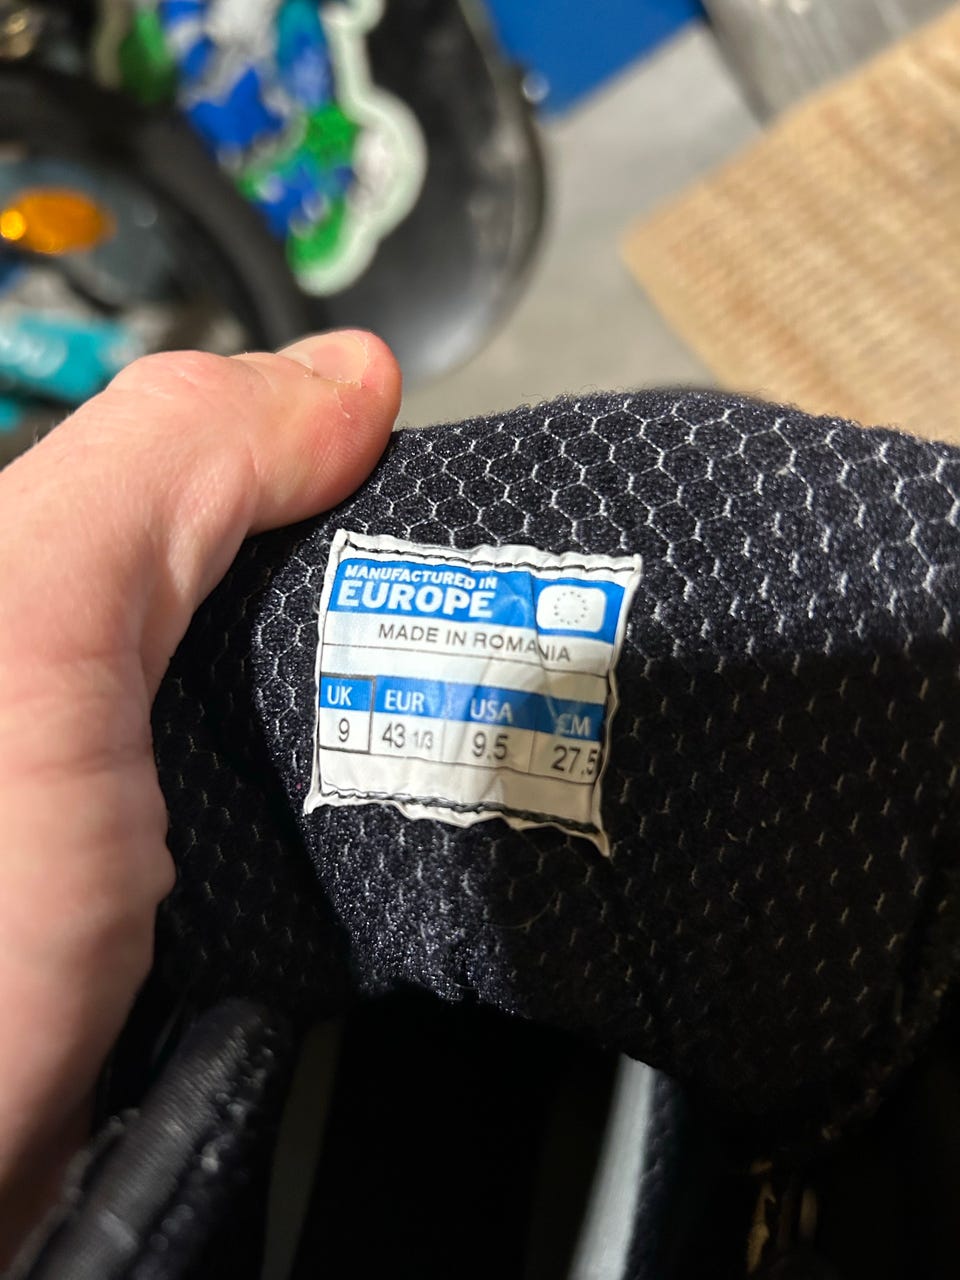 MANUFACTURED IN
EUROPE
MADE IN ROMANIA
UK EUR USA CM
9 43 1/3 9.5 27.5